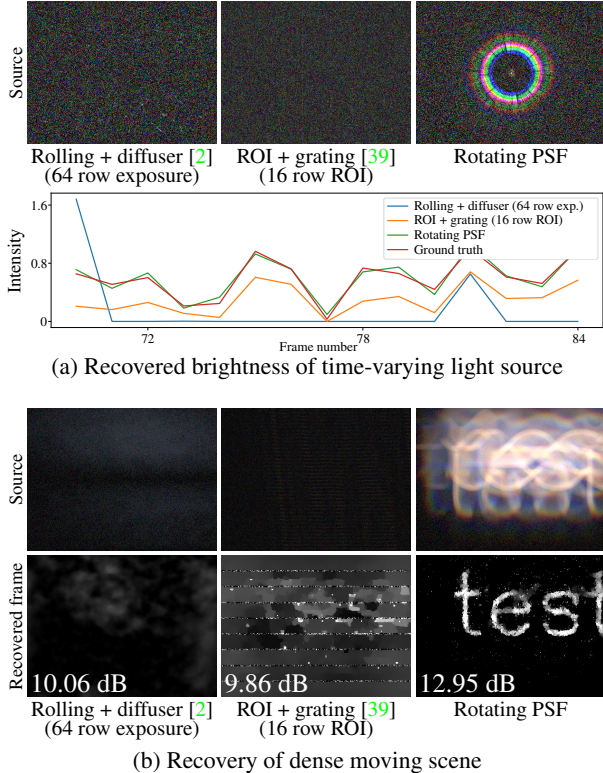 Source
Rolling + diffuser [2]
(64 row exposure)
ROI + grating [39]
(16 row ROI)
Rotating PSF
Intensity
1.6
0.8
0
Rolling + diffuser (64 row exp.)
ROI + grating (16 row ROI)
Rotating PSF
Ground truth
72
78
84
Frame number
(a) Recovered brightness of time-varying light source
Source
Recovered frame
10.06 dB
9.86 dB
test
12.95 dB
Rolling + diffuser [2]
(64 row exposure)
ROI + grating [39]
(16 row ROI)
Rotating PSF
(b) Recovery of dense moving scene